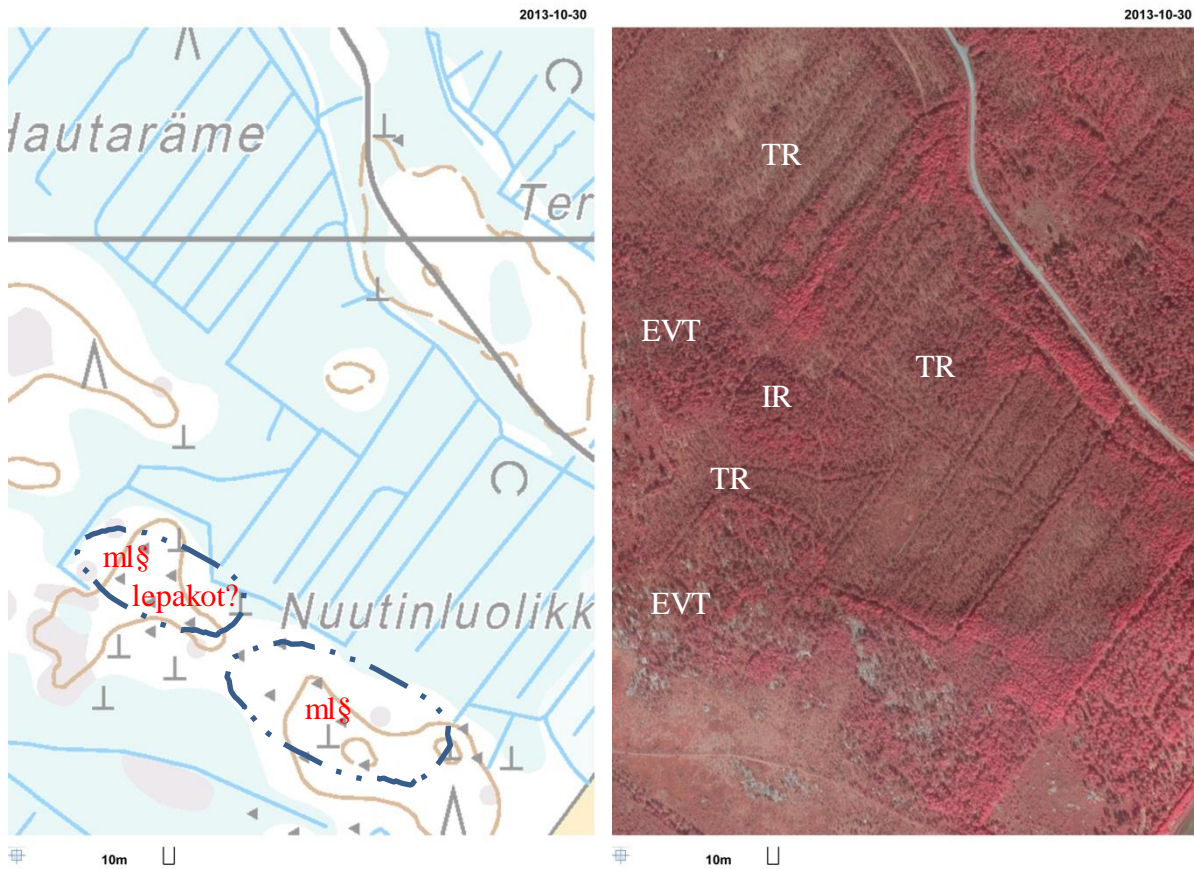 2013-10-30
Hautaräme
Ter
ml§
lepakot?
Nuutinluolikk
ml§
10m
2013-10-30
TR
EVT
TR
IR
TR
EVT
10m